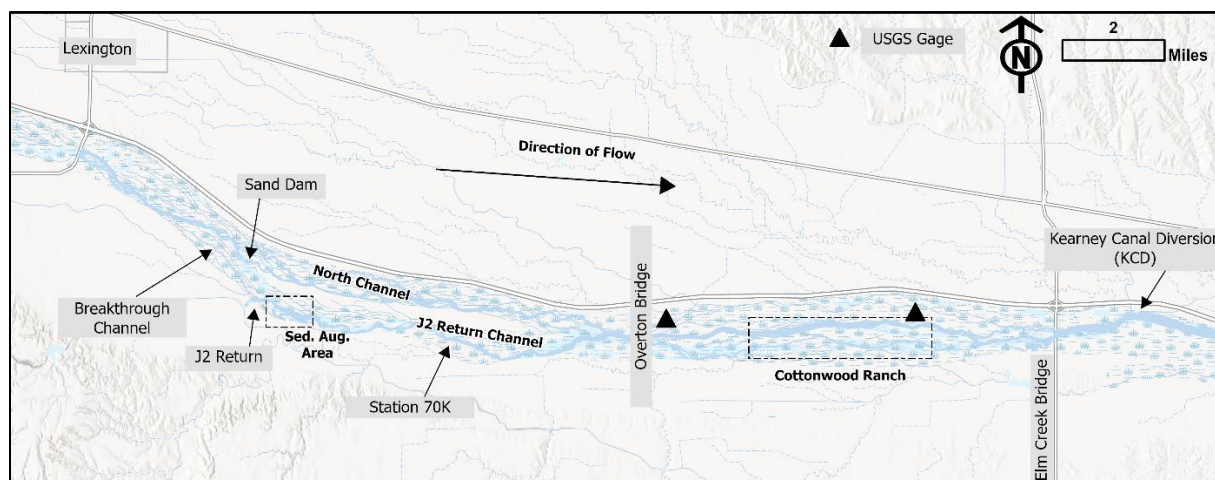 Lexington
USGS Gage
N
2
Miles
Direction of Flow
Sand Dam
Kearney Canal Diversion
(KCD)
North Channel
Overton Bridge
Breakthrough
Channel
J2 Return Channel
J2 Return
Sed. Aug.
Area
Cottonwood Ranch
Station 70K
Elm Creek Bridge